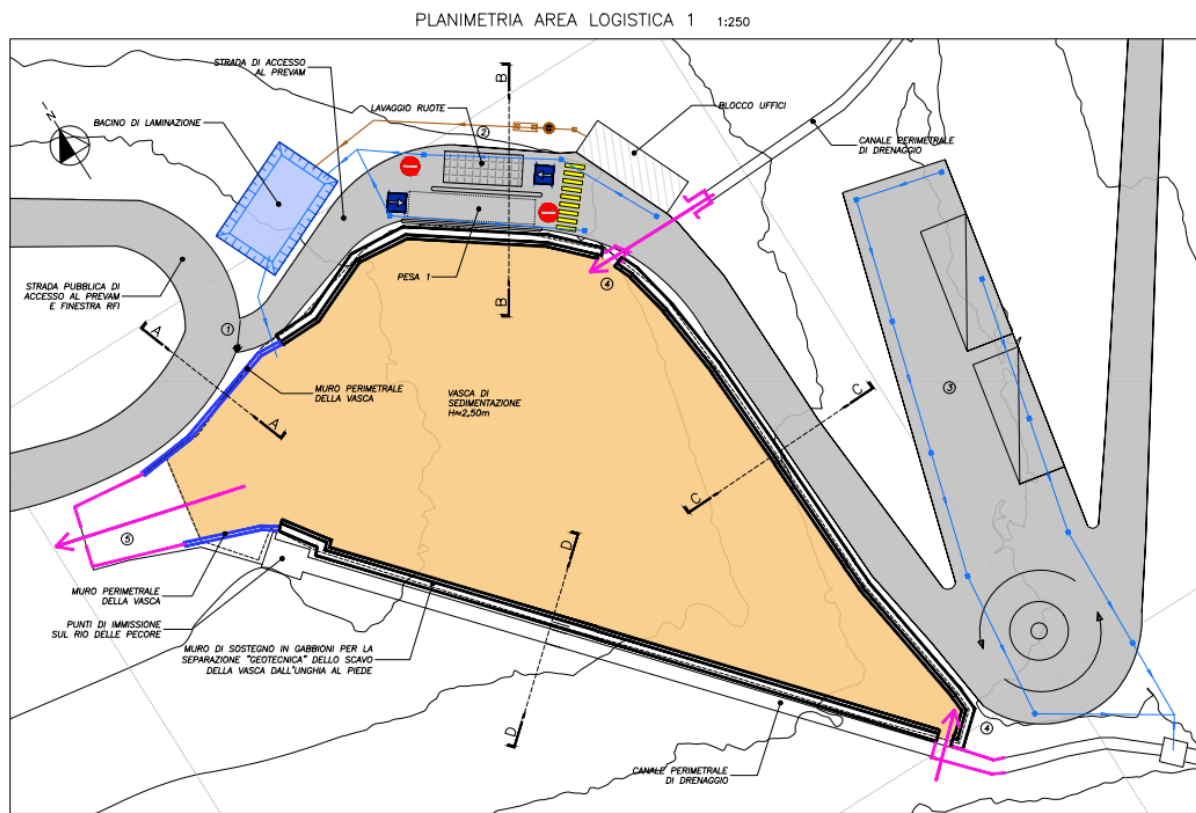 PLANIMETRIA AREA LOGISTICA 1 1:250
STRADA DI ACCESSO
AL PREVAM
B
BLOCCO UFFICI
LAVAGGIO RUOTE
N
BACINO DI LAMINAZIONE
2
CANALE PERIMETRALE
DI DRENAGGIO
PESA 1
4
STRADA PUBBLICA DI
ACCESSO AL PREVAM
E FINESTRA RFI
B
1
A
MURO PERIMETRALE
DELLA VASCA
VASCA DI
SEDIMENTAZIONE
H≈2,50m
C
3
A
C
5
D
MURO PERIMETRALE
DELLA VASCA
PUNTI DI IMMISSIONE
SUL RIO DELLE PECORE
MURO DI SOSTEGNO IN GABBIONI PER LA
SEPARAZIONE "GEOTECNICA" DELLO SCAVO
DELLA VASCA DALL'UNGHIA AL PIEDE
D
4
CANALE PERIMETRALE
DI DRENAGGIO